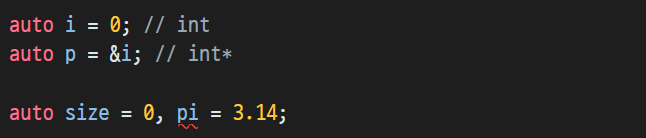 auto i = 0; // int
auto p = &i; // int*
auto size = 0, pi = 3.14;